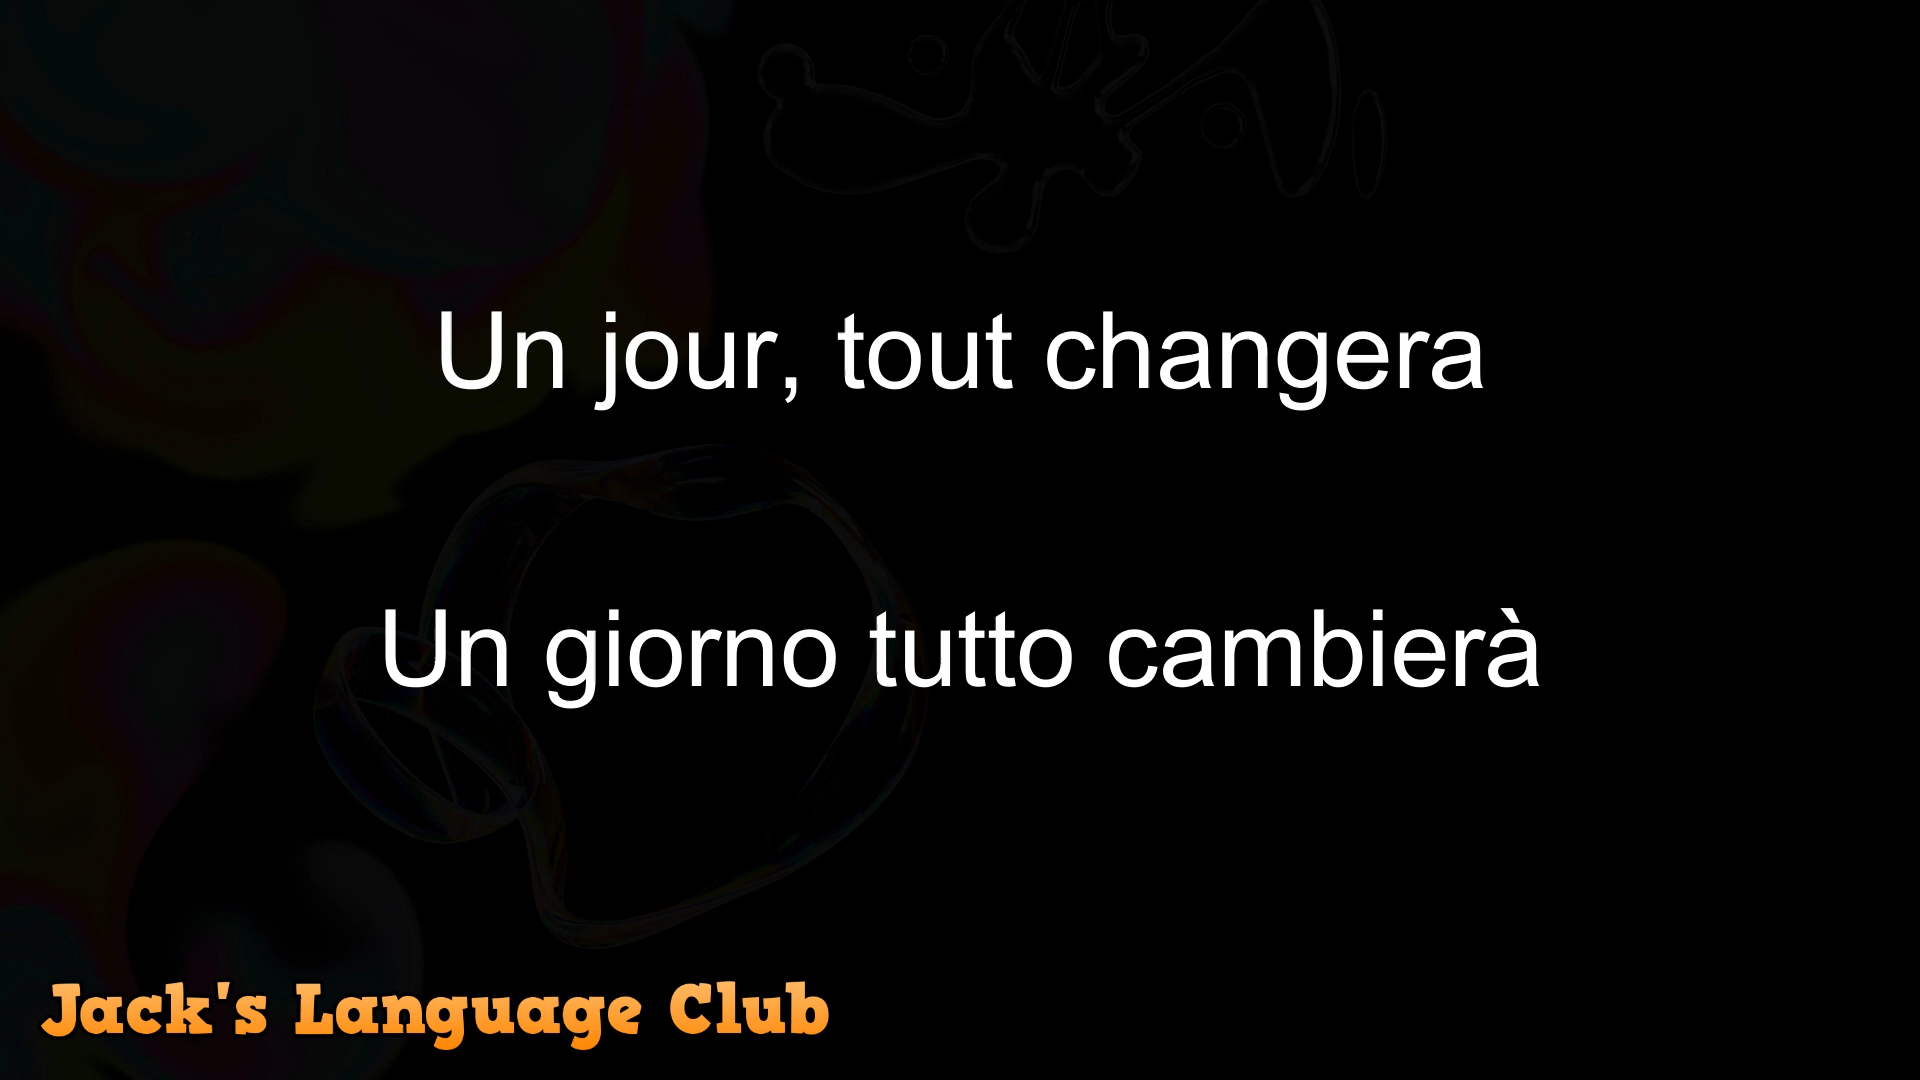 Un jour, tout changera
Un giorno tutto cambierà
Jack's Language Club